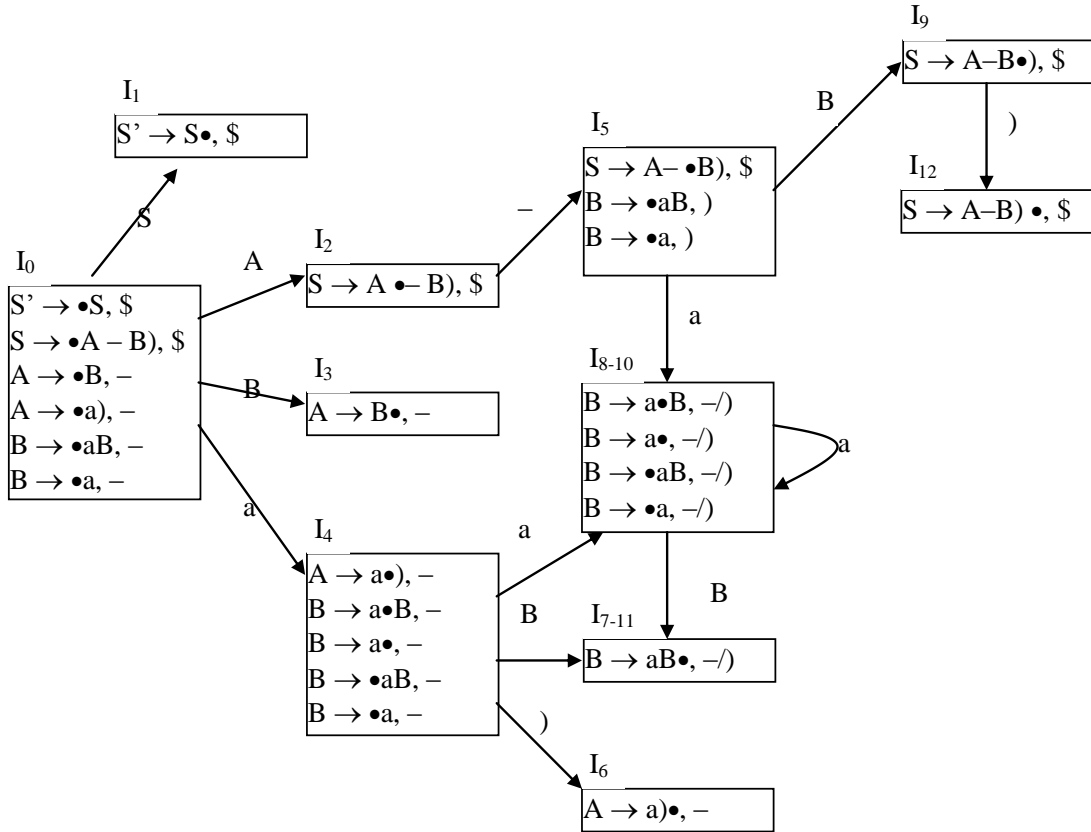 I9
S → A–B•), $
B
)
I12
S → A–B) •, $
I1
S' → S•, $
S
I5
S → A– •B), $
B → •aB, )
B → •a, )
–
I0
S' → •S, $
S → •A – B), $
A → •B, –
A → •a), –
B → •aB, –
B → •a, –
A
I2
S → A •– B), $
B
I3
A → B•, –
a
a
I8-10
B → a•B, –/)
B → a•, –/)
B → •aB, –/)
B → •a, –/)
a
I4
A → a•), –
B → a•B, –
B → a•, –
B → •aB, –
B → •a, –
a
B
B
I7-11
B → aB•, –/)
)
I6
A → a)•, –